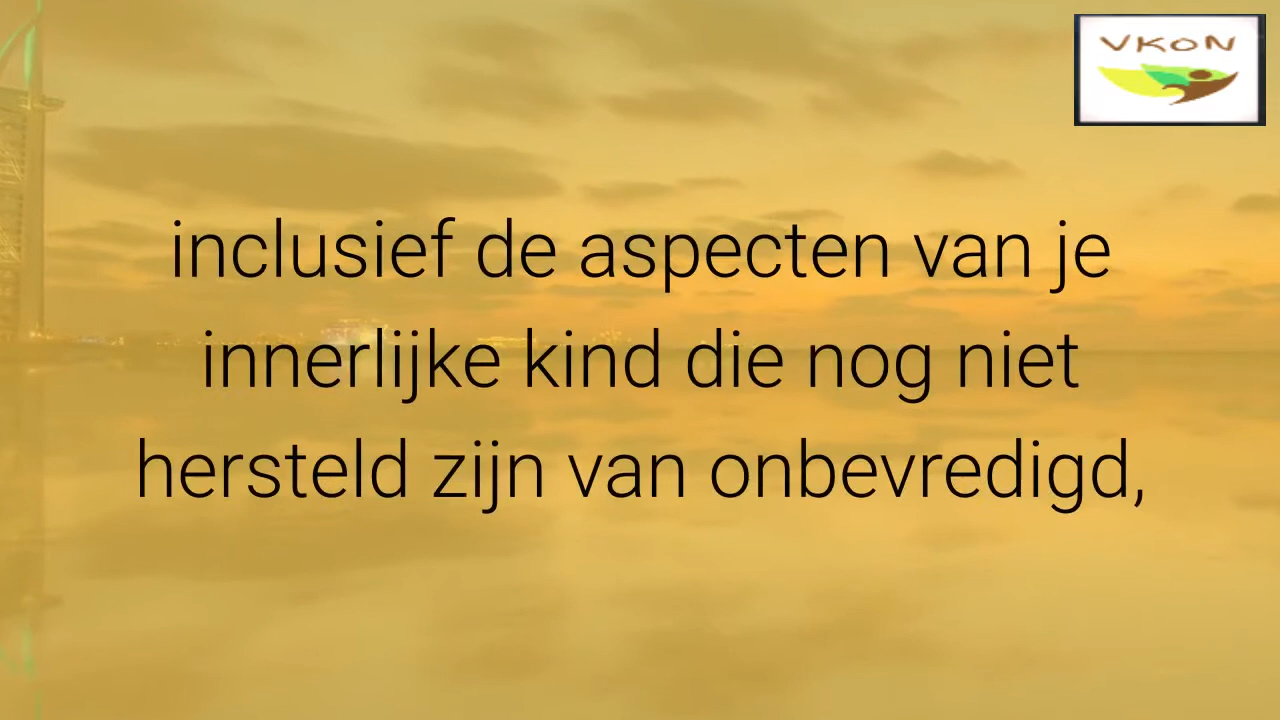 VKON
inclusief de aspecten van je
innerlijke kind die nog niet
hersteld zijn van onbevredigd,